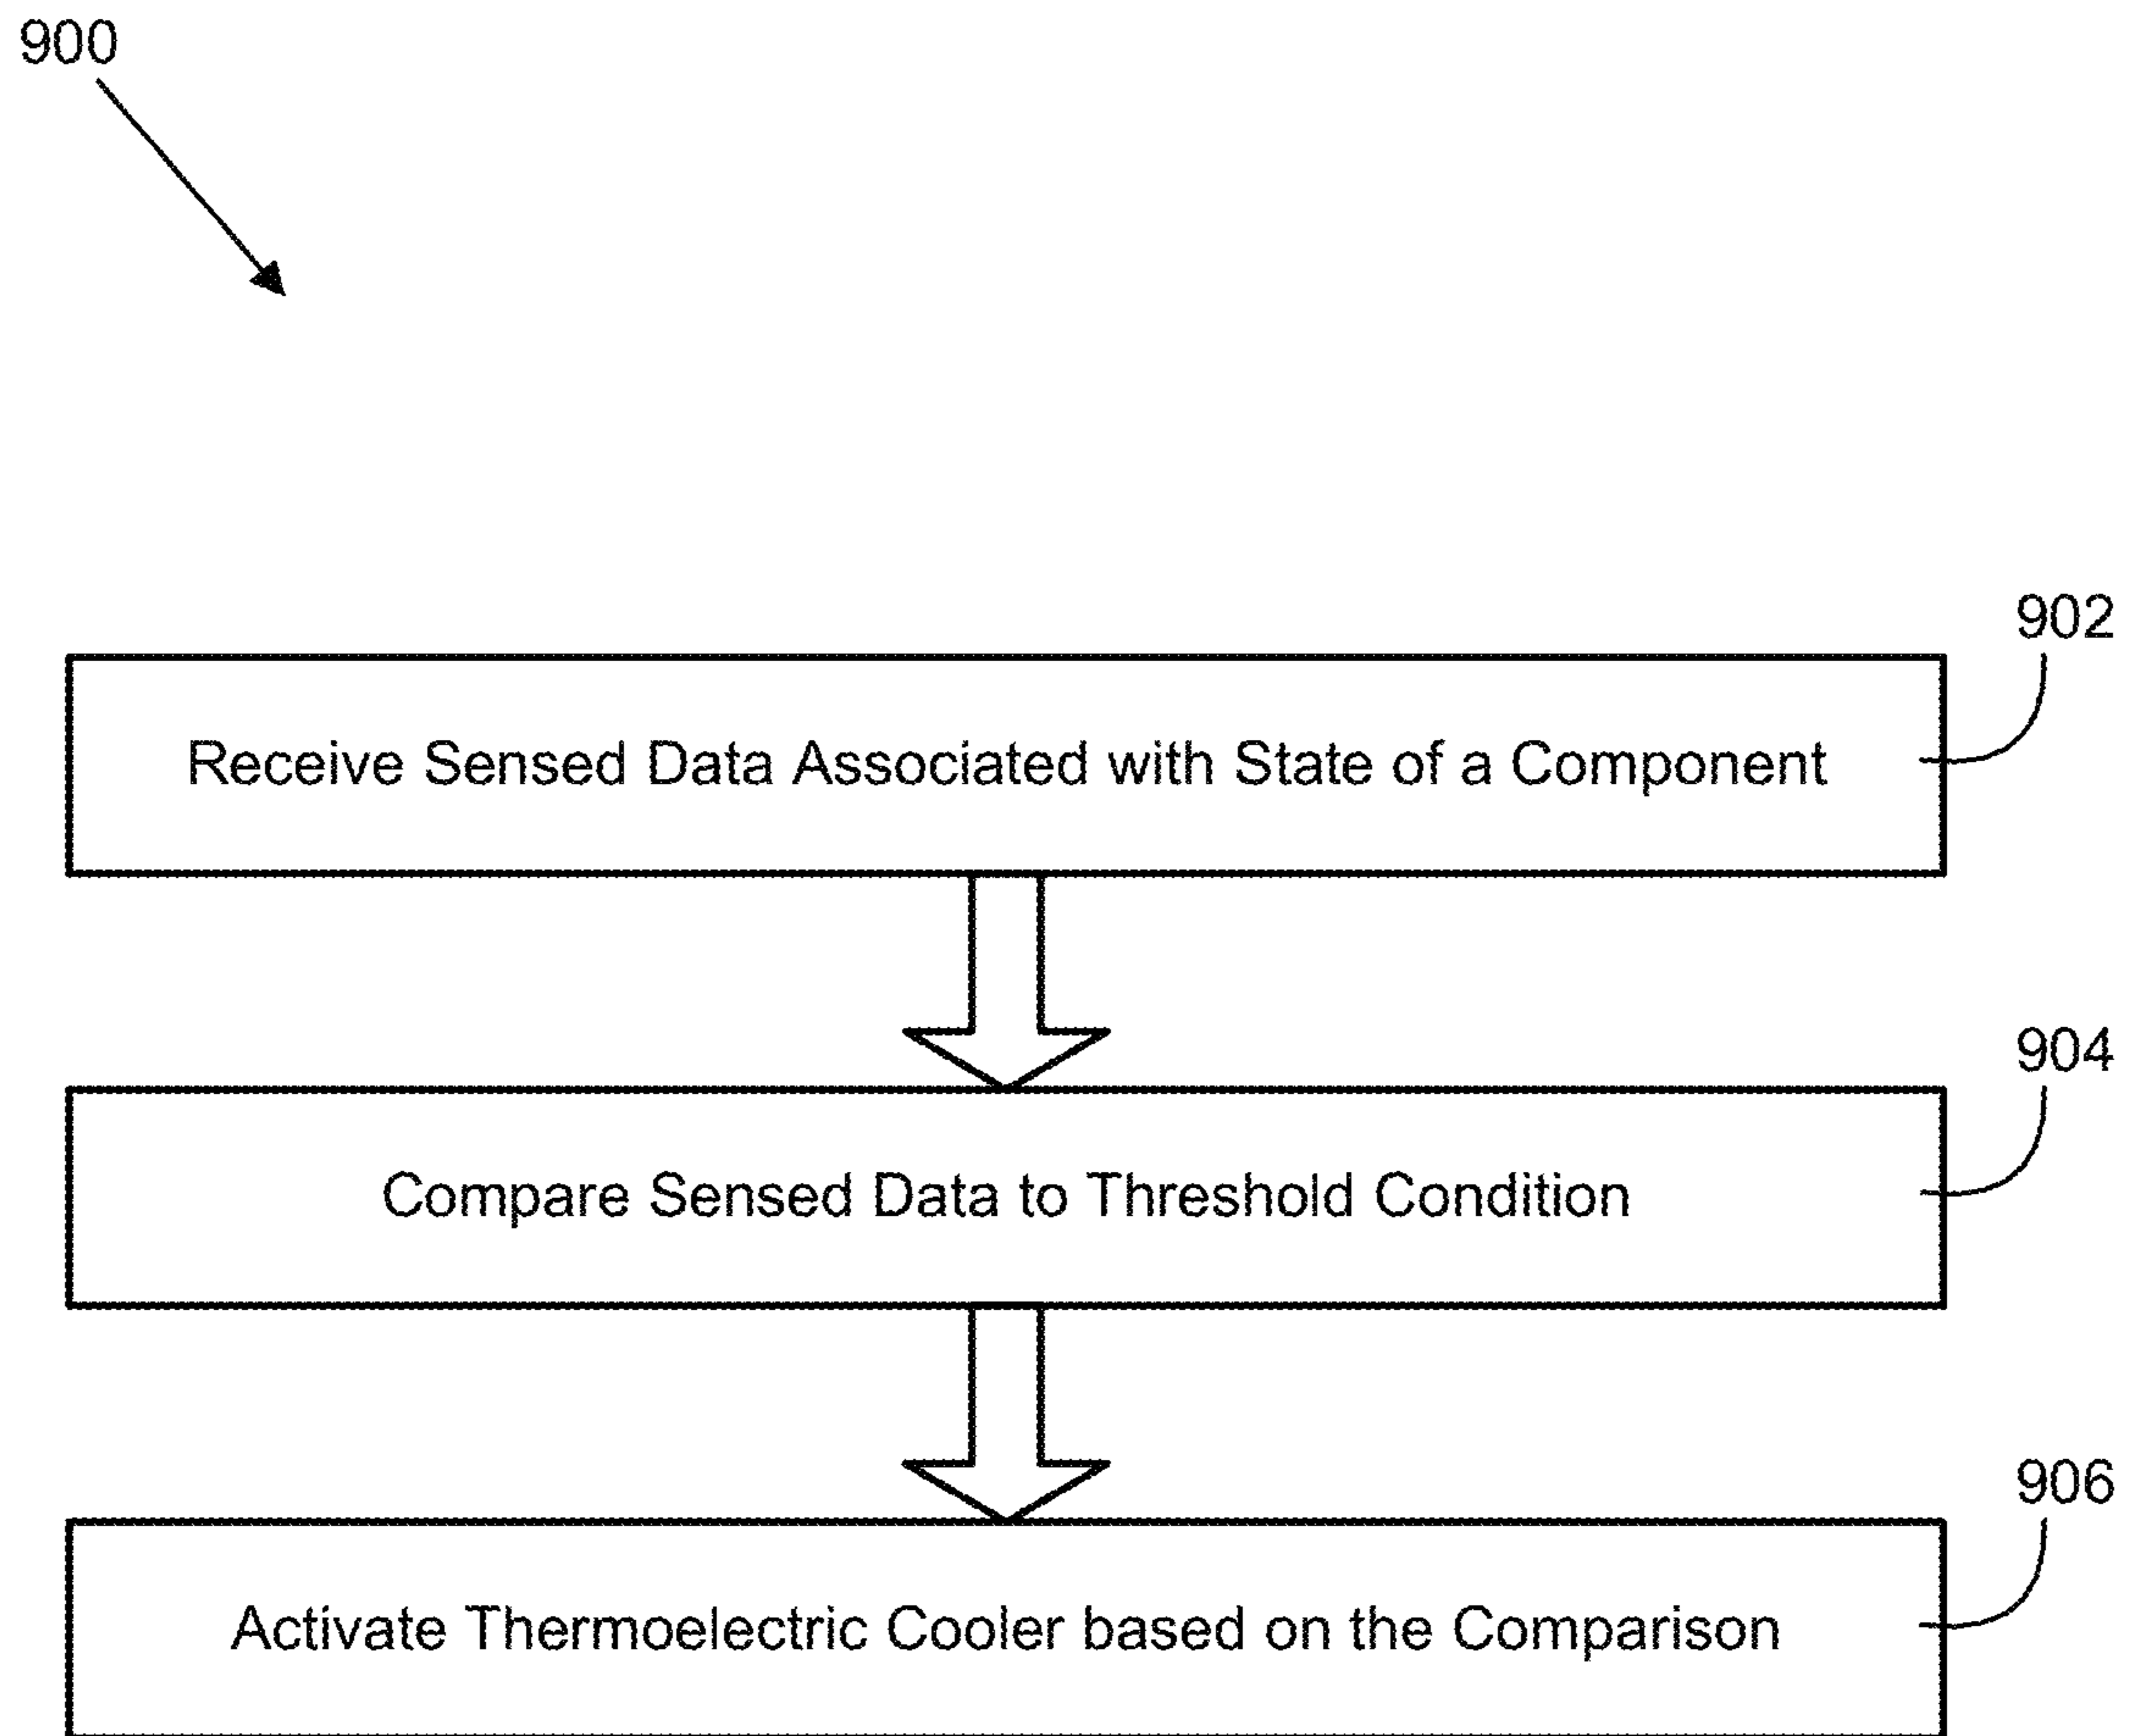 900
902
Receive Sensed Data Associated with State of a Component
904
Compare Sensed Data to Threshold Condition
906
Activate Thermoelectric Cooler based on the Comparison